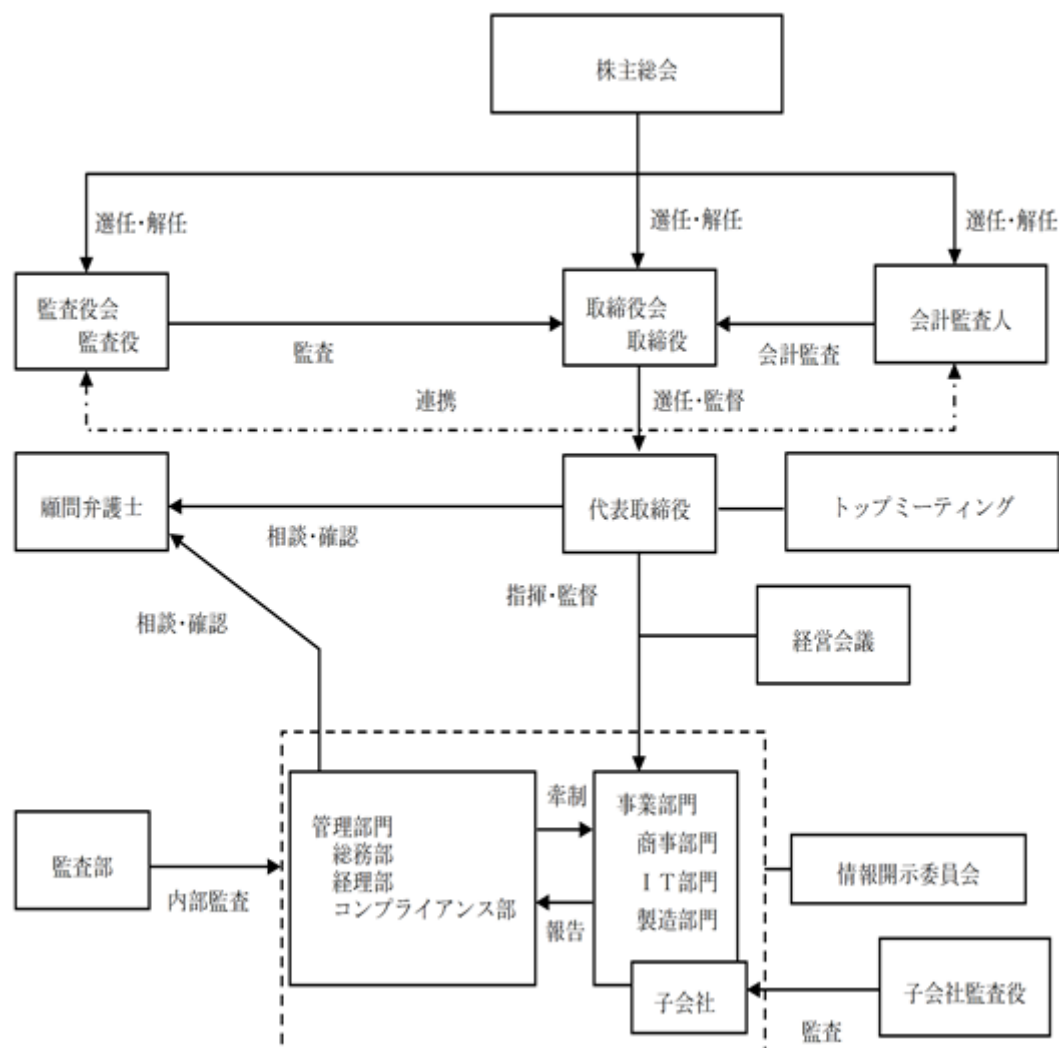 株主総会
選任・解任
選任・解任
選任・解任
監査役会
監査役
監査
取締役会
取締役
会計監査
会計監査人
連携
選任・監督
顧問弁護士
相談・確認
代表取締役
トップミーティング
相談・確認
指揮・監督
経営会議
監査部
内部監査
管理部門
総務部
経理部
コンプライアンス部
牽制
報告
事業部門
商事部門
IT部門
製造部門
情報開示委員会
子会社
監査
子会社監査役